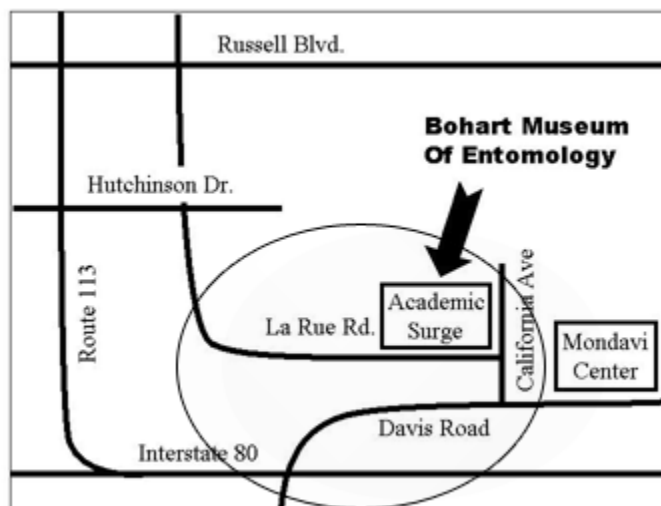 Russell Blvd.
Bohart Museum
Of Entomology
Hutchinson Dr.
Route 113
La Rue Rd.
Academic
Surge
California Ave
Mondavi
Center
Davis Road
Interstate 80